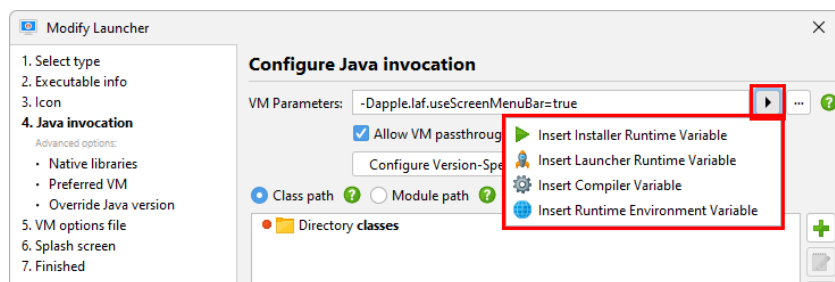 Modify Launcher
1. Select type
2. Executable info
3. Icon
4. Java invocation
Advanced options:
• Native libraries
• Preferred VM
• Override Java version
5. VM options file
6. Splash screen
7. Finished
Configure Java invocation
VM Parameters: -Dapple.laf.useScreenMenuBar=true ...
Allow VM passthroug
Configure Version-Spe
Insert Installer Runtime Variable
Insert Launcher Runtime Variable
Insert Compiler Variable
Insert Runtime Environment Variable
Class path ? Module path ?
Directory classes